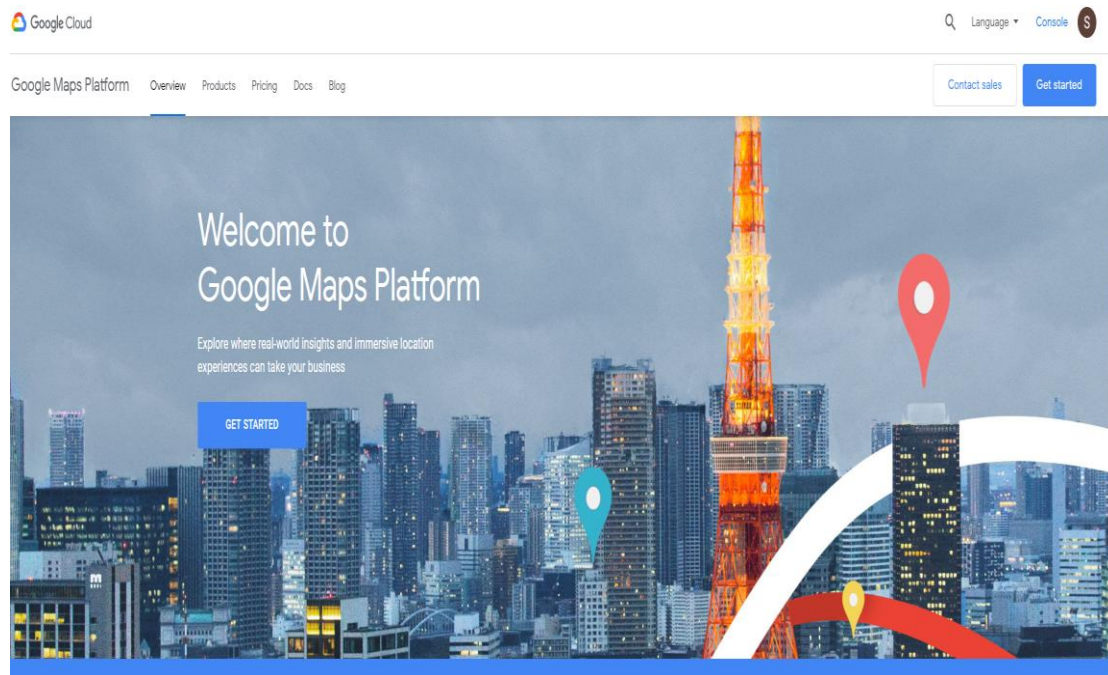 Google Cloud
Language
Console
S
Google Maps Platform
Overview
Products
Pricing
Docs
Blog
Contact sales
Get started
Welcome to
Google Maps Platform
Explore where real-world insights and immersive location
experiences can take your business
GET STARTED